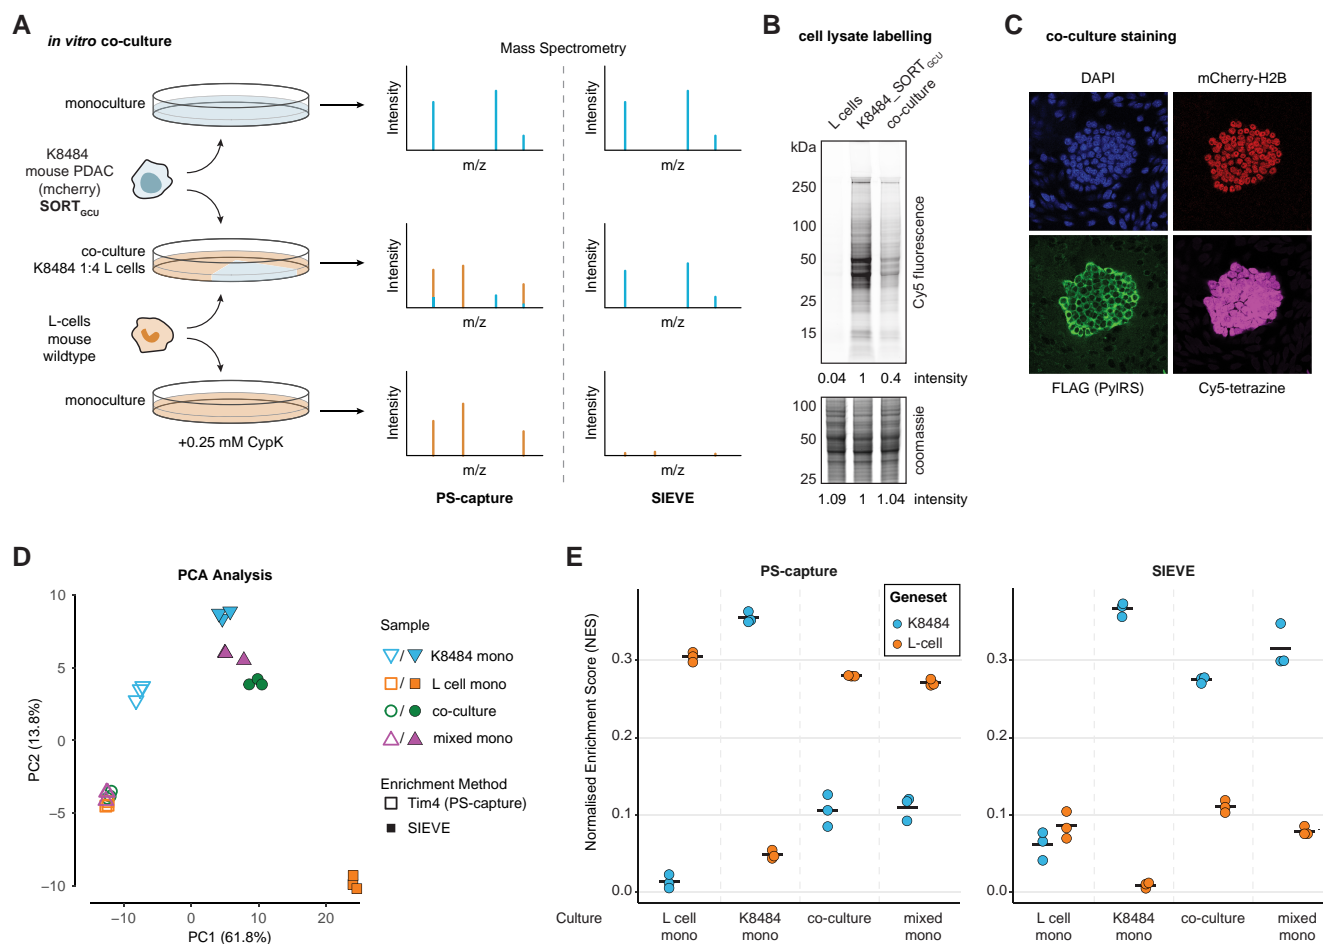 A
in vitro co-culture
Mass Spectrometry
monoculture
K8484
mouse PDAC
(mcherry)
SORTGCU
co-culture
K8484 1:4 L cells
L-cells
mouse
wildtype
monoculture
+0.25 mM CypK
Intensity
m/z
Intensity
m/z
Intensity
m/z
Intensity
m/z
Intensity
m/z
Intensity
m/z
PS-capture
SIEVE
B
cell lysate labelling
L cells
K8484_SORTGCU
co-culture
kDa
250
100
50
25
15
Cy5 fluorescence
0.04 1 0.4 intensity
100
50
25
coomassie
1.09 1 1.04 intensity
C
co-culture staining
DAPI
mCherry-H2B
FLAG (PylRS)
Cy5-tetrazine
D
PCA Analysis
10
5
0
−5
−10
PC2 (13.8%)
−10 0 10 20
PC1 (61.8%)
Sample
/ K8484 mono
/ L cell mono
/ co-culture
/ mixed mono
Enrichment Method
Tim4 (PS-capture)
SIEVE
E
PS-capture
SIEVE
Geneset
K8484
L-cell
Normalised Enrichment Score (NES)
0.3
0.2
0.1
0.0
0.3
0.2
0.1
0.0
Culture
L cell
mono
K8484
mono
co-culture
mixed
mono
L cell
mono
K8484
mono
co-culture
mixed
mono